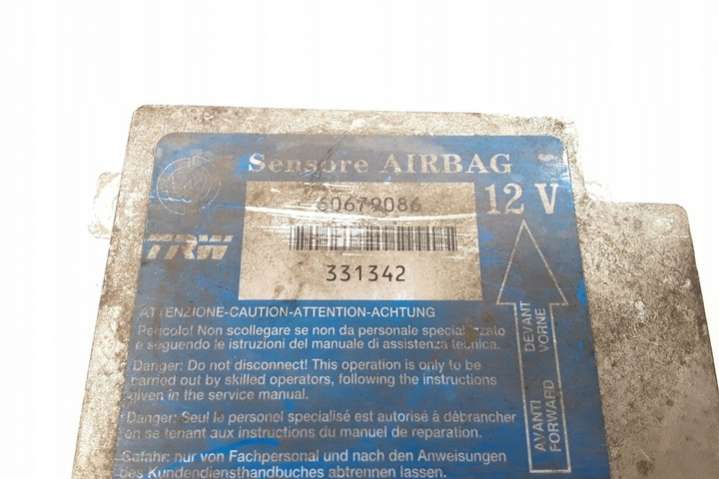 Sensore AIRBAG
60679086
12 V
TRW
331342
ATTENZIONE-CAUTION-ATTENTION-ACHTUNG
Pericolo! Non scollegare se non da personale specializzato
e seguendo le istruzioni del manuale di assistenza tecnica.
Danger: Do not disconnect! This operation is only to be
carried out by skilled operators, following the instructions
given in the service manual.
Danger: Seul le personel specialisé est autorisé à débrancher
en se tenant aux instructions du manuel de reparation.
Gefahr: nur von Fachpersonal und nach den Anweisungen
des Kundendiensthandbuches abtrennen lassen.
AVANTI DEVANT
FORWARD VORNE